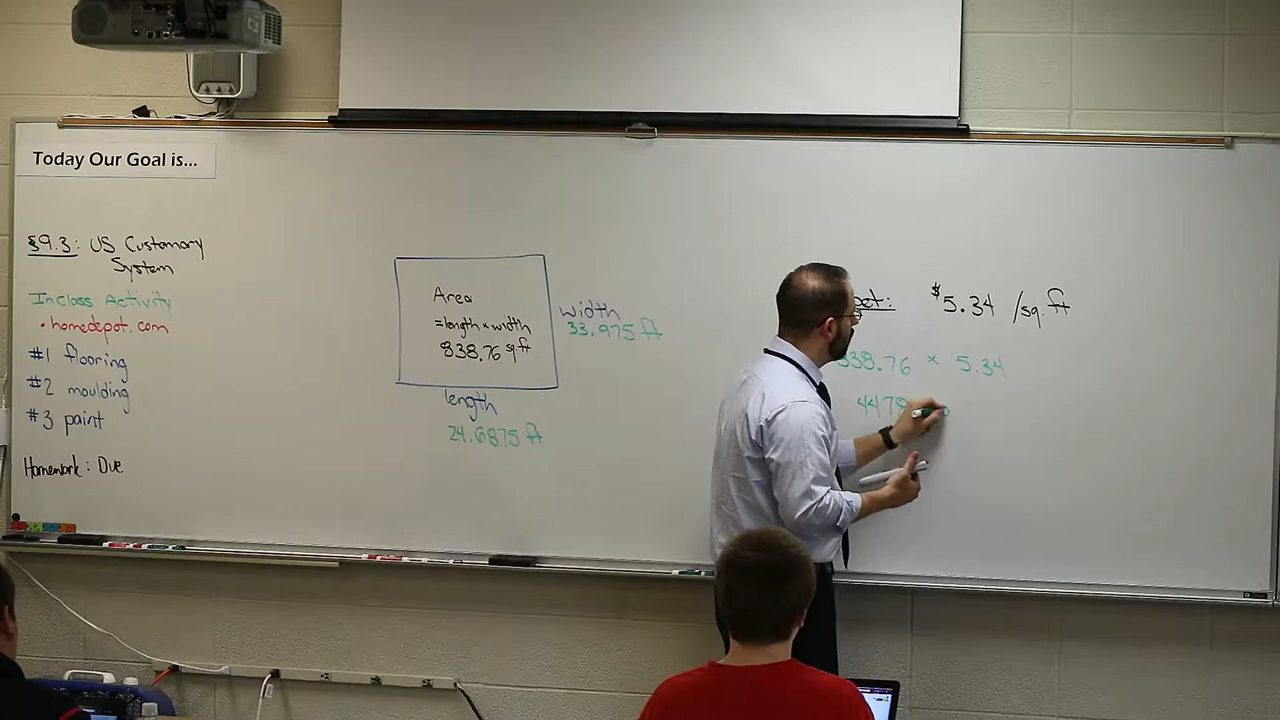 Today Our Goal is...
§9.3: US Customary
System
Inclass Activity
• homedepot.com
#1 flooring
#2 moulding
#3 paint
Homework: Due
Area
=length × width
838.76 sq ft
width
33.975 ft
length
24.6875 ft
$5.34 /sq. ft
838.76 × 5.34